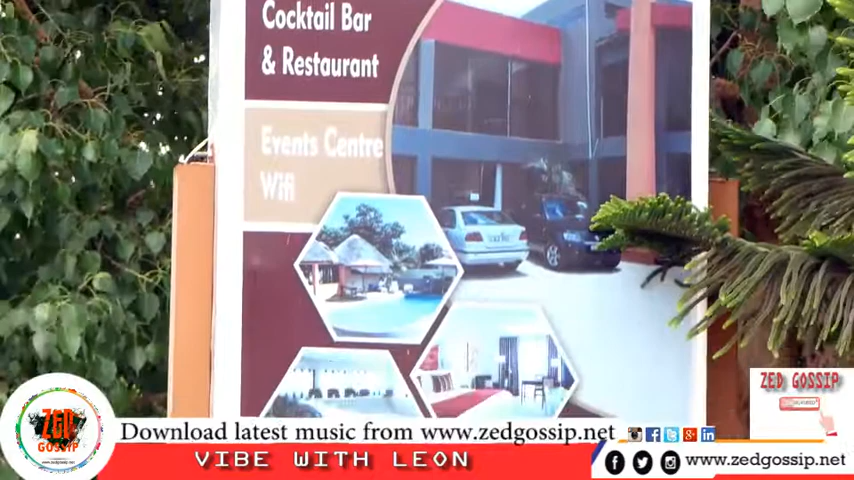 Cocktail Bar
& Restaurant
Events Centre
Wifi
ZED GOSSIP
ZED
GOSSIP
Download latest music from www.zedgossip.net
VIBE WITH LEON
www.zedgossip.net